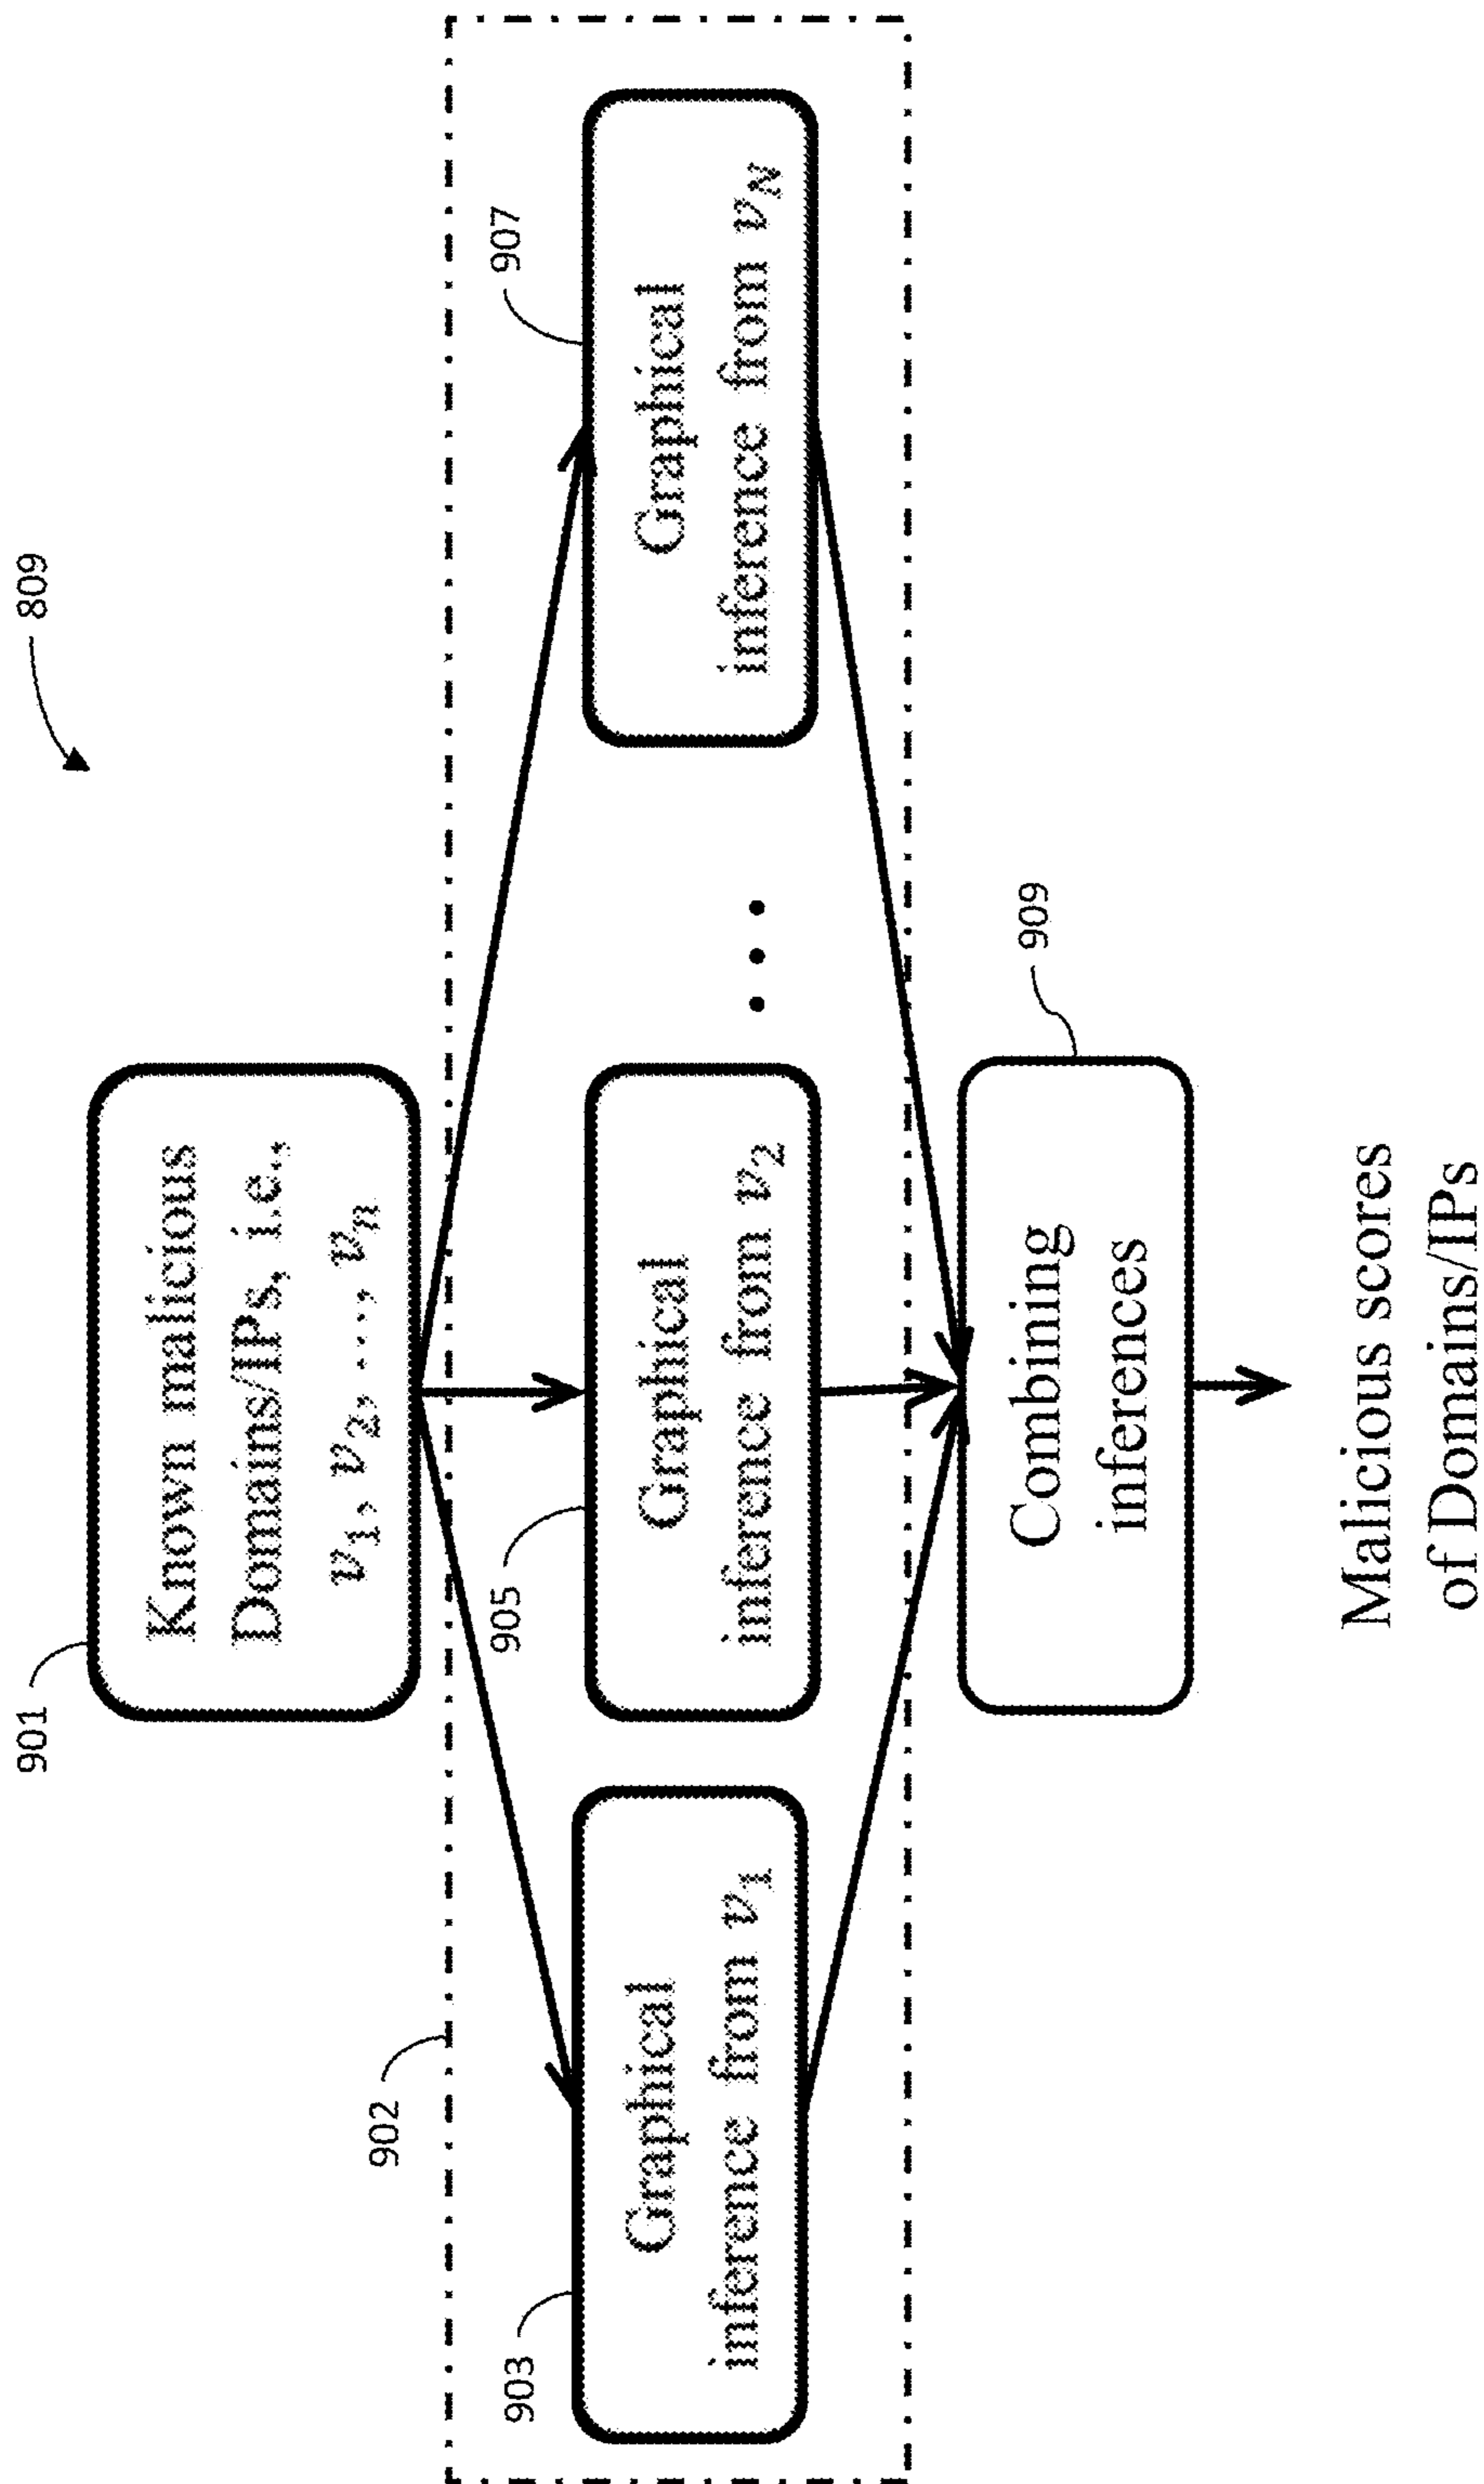 809
901
Known malicious
Domains/IPs, i.e.,
v₁, v₂, ..., vₙ
902
903
Graphical
inference from v₁
905
Graphical
inference from v₂
• • •
907
Graphical
inference from v_N
909
Combining
inferences
Malicious scores
of Domains/IPs